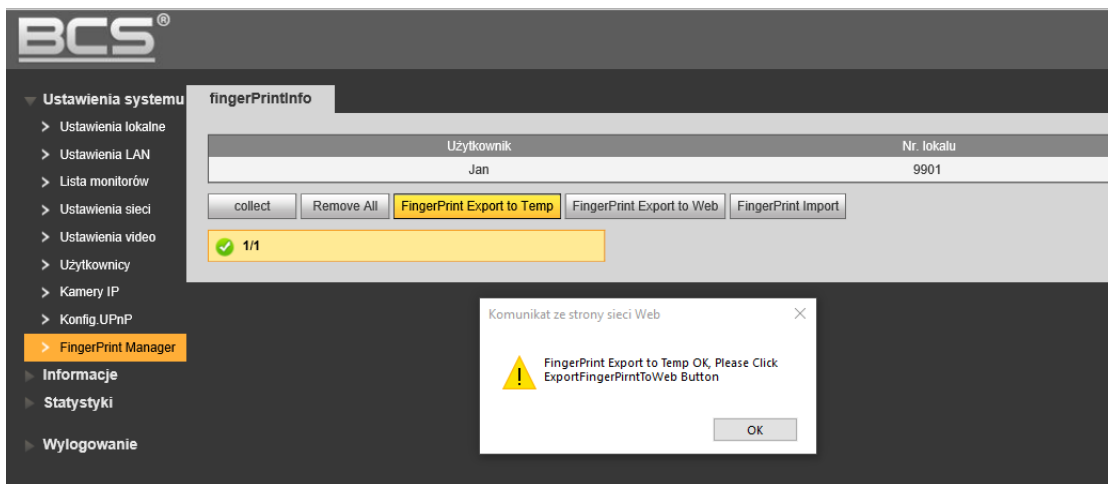 BCS®
Ustawienia systemu
Ustawienia lokalne
Ustawienia LAN
Lista monitorów
Ustawienia sieci
Ustawienia video
Użytkownicy
Kamery IP
Konfig.UPnP
FingerPrint Manager
Informacje
Statystyki
Wylogowanie
fingerPrintInfo
Użytkownik Nr. lokalu
Jan 9901
collect Remove All FingerPrint Export to Temp FingerPrint Export to Web FingerPrint Import
1/1
Komunikat ze strony sieci Web
FingerPrint Export to Temp OK, Please Click
ExportFingerPirntToWeb Button
OK